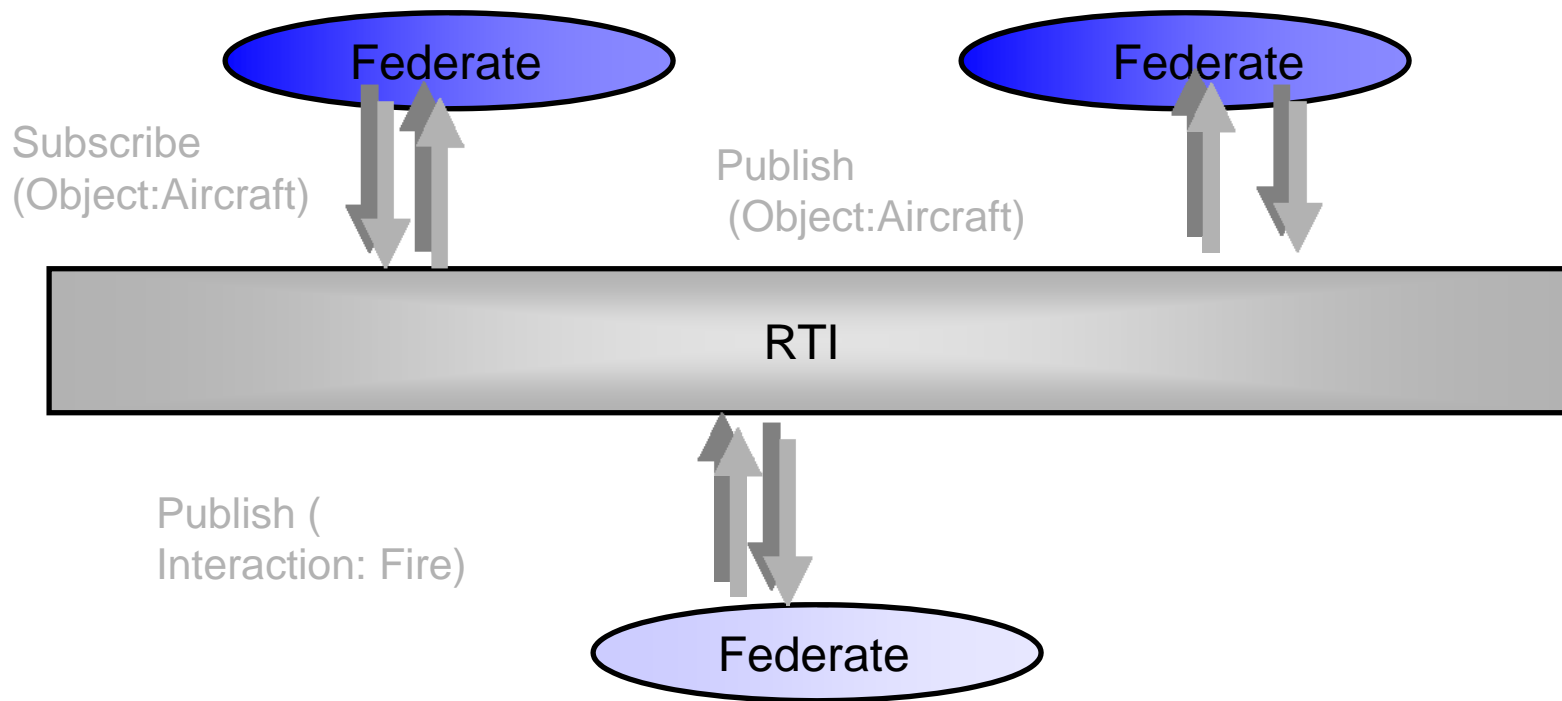 Federate
Federate
Subscribe
(Object:Aircraft)
Publish
(Object:Aircraft)
RTI
Publish (
Interaction: Fire)
Federate